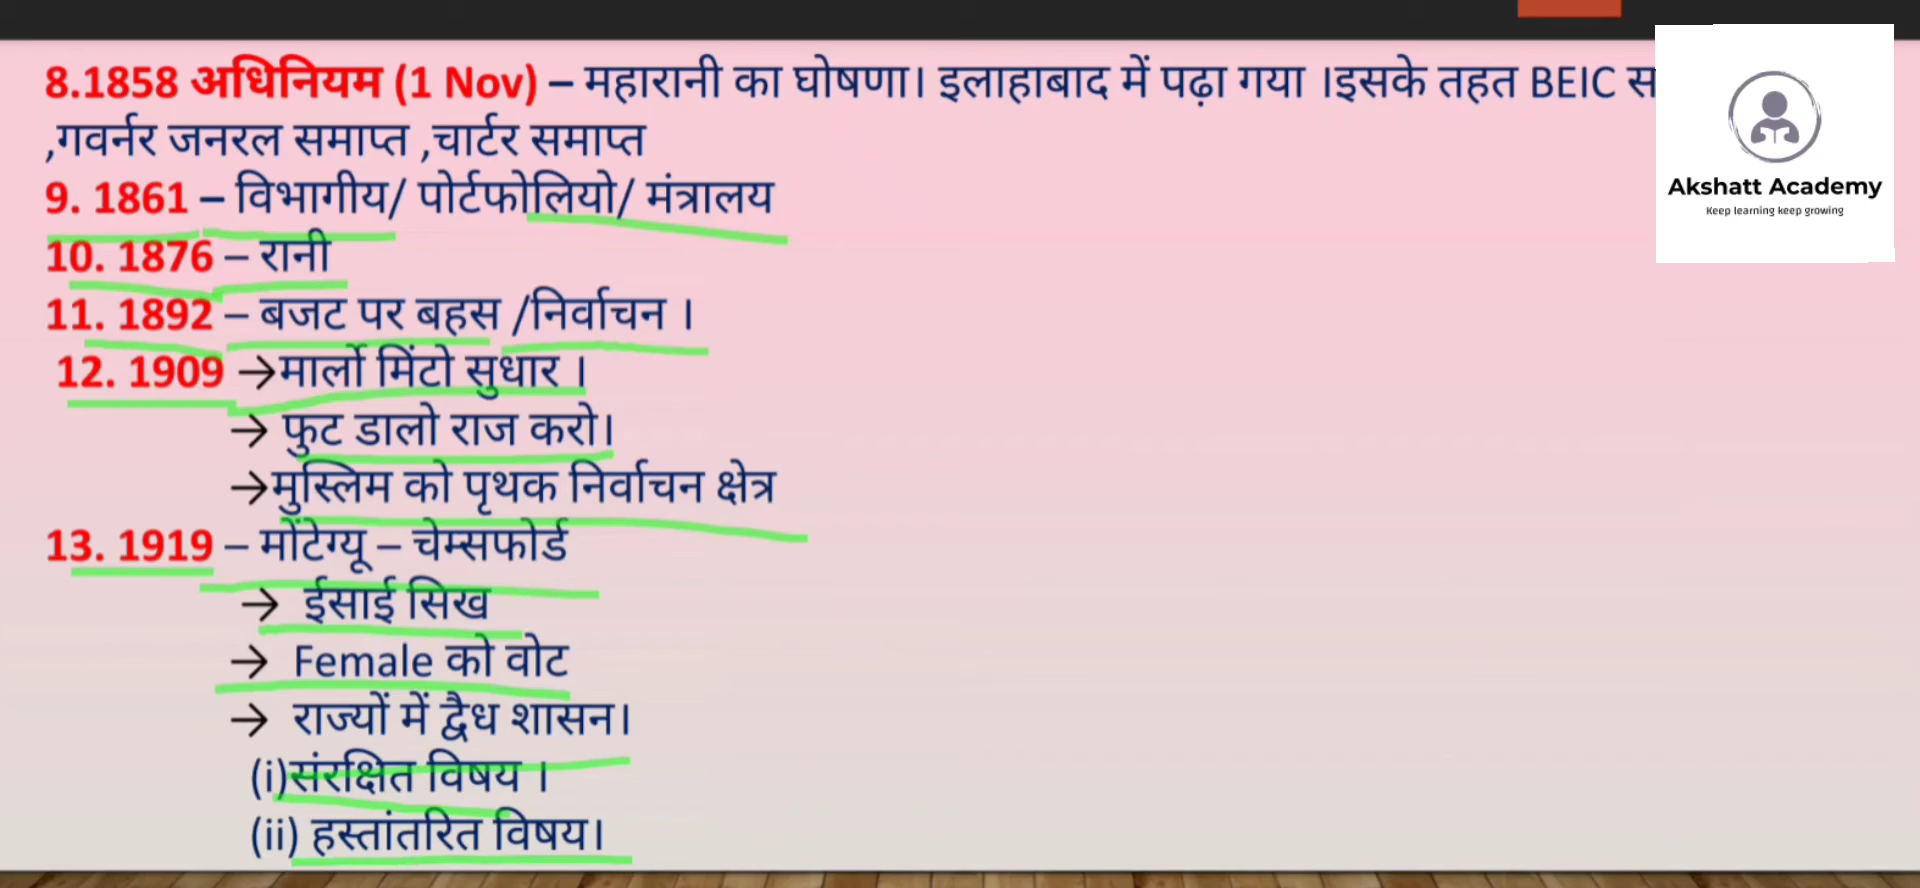 8.1858 अधिनियम (1 Nov) – महारानी का घोषणा। इलाहाबाद में पढ़ा गया ।इसके तहत BEIC
,गवर्नर जनरल समाप्त ,चार्टर समाप्त
9. 1861 – विभागीय/ पोर्टफोलियो/ मंत्रालय
10. 1876 – रानी
11. 1892 – बजट पर बहस /निर्वाचन ।
12. 1909 →मार्लो मिंटो सुधार ।
→ फुट डालो राज करो।
→मुस्लिम को पृथक निर्वाचन क्षेत्र
13. 1919 – मोंटेग्यू – चेम्सफोर्ड
→ ईसाई सिख
→ Female को वोट
→ राज्यों में द्वैध शासन।
(i)संरक्षित विषय ।
(ii) हस्तांतरित विषय।
Akshatt Academy
Keep learning keep growing